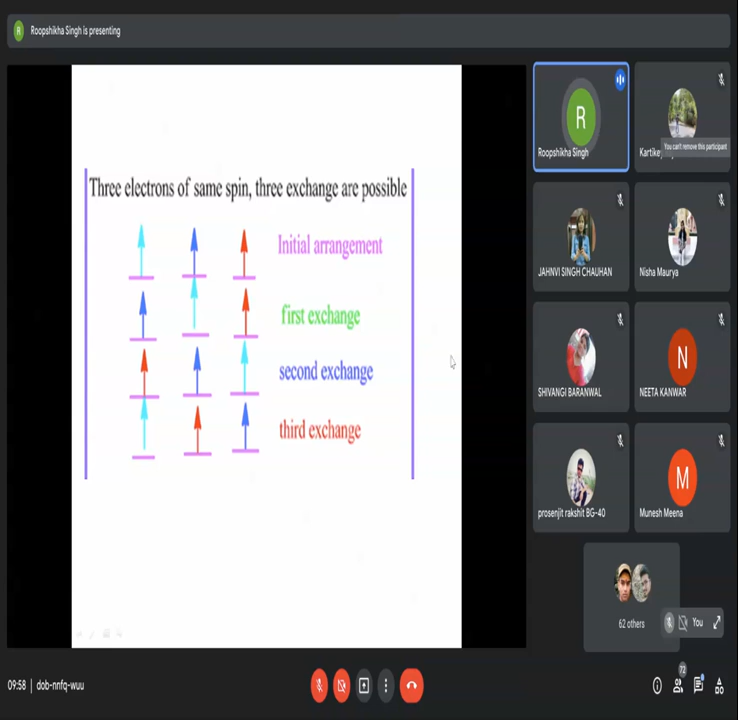 R
Roopshikha Singh is presenting
Three electrons of same spin, three exchange are possible
Initial arrangement
first exchange
second exchange
third exchange
R
Roopshikha Singh
You can't remove this participant
JAHNVI SINGH CHAUHAN
Nisha Maurya
SHIVANGI BARANWAL
N
NEETA KANWAR
prosenjit rakshit BG-40
M
Munesh Meena
62 others
You
09:58 | dob-nnfq-wuu
72